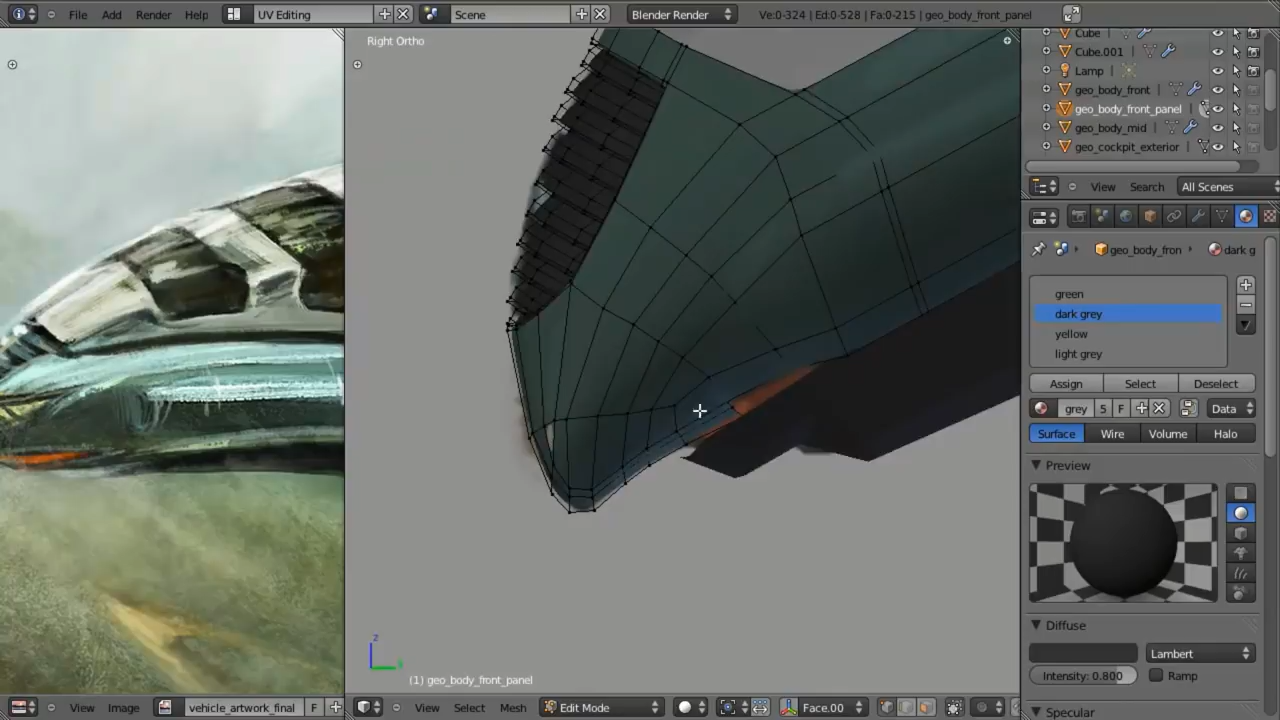 File Add Render Help UV Editing Scene Blender Render Ve:0-324 | Ed:0-528 | Fa:0-215 | geo_body_front_panel
Right Ortho
Cube
Cube.001
Lamp
geo_body_front
geo_body_front_panel
geo_body_mid
geo_cockpit_exterior
View Search All Scenes
geo_body_fron dark g
green
dark grey
yellow
light grey
Assign Select Deselect
grey 5 F Data
Surface Wire Volume Halo
Preview
Diffuse
Lambert
Intensity: 0.800 Ramp
Specular
z
(1) geo_body_front_panel
View Image vehicle_artwork_final F View Select Mesh Edit Mode Face.00